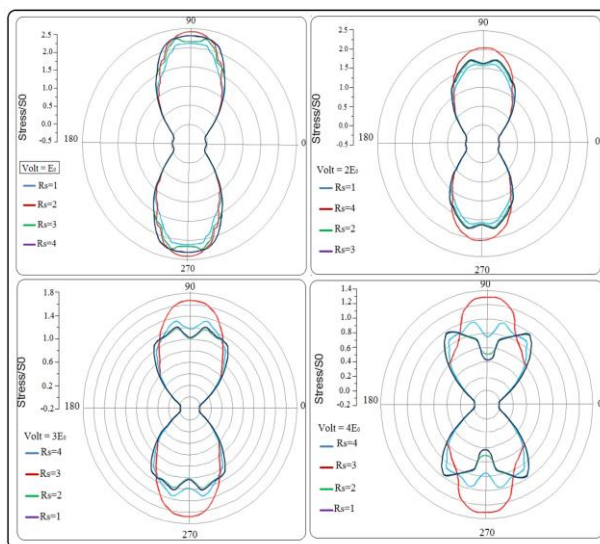 90
2.5
2.0
1.5
1.0
0.5
0.0
-0.5
Stress/S0
180
0
Volt = E₀
Rs=1
Rs=2
Rs=3
Rs=4
270
90
2.5
2.0
1.5
1.0
0.5
0.0
-0.5
Stress/S0
180
0
Volt = 2E₀
Rs=1
Rs=4
Rs=2
Rs=3
270
90
1.8
1.4
1.0
0.6
0.2
-0.2
Stress/S0
180
0
Volt = 3E₀
Rs=4
Rs=3
Rs=2
Rs=1
270
90
1.4
1.2
1.0
0.8
0.6
0.4
0.2
0.0
-0.2
Stress/S0
180
0
Volt = 4E₀
Rs=4
Rs=3
Rs=2
Rs=1
270